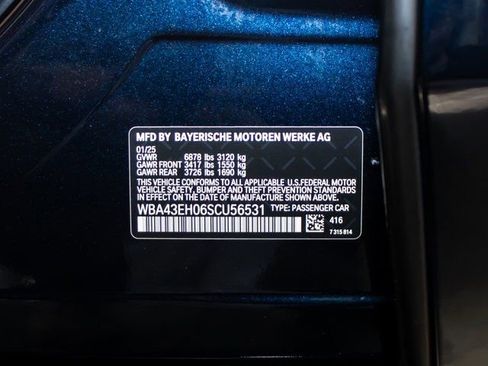 MFD BY BAYERISCHE MOTOREN WERKE AG
01/25
GVWR 6878 lbs 3120 kg
GAWR FRONT 3417 lbs 1550 kg
GAWR REAR 3726 lbs 1690 kg
THIS VEHICLE CONFORMS TO ALL APPLICABLE U.S.FEDERAL MOTOR
VEHICLE SAFETY, BUMPER AND THEFT PREVENTION STANDARDS
IN EFFECT ON THE DATE OF MANUFACTURE SHOWN ABOVE.
WBA43EH06SCU56531 TYPE: PASSENGER CAR
416
7 315 814